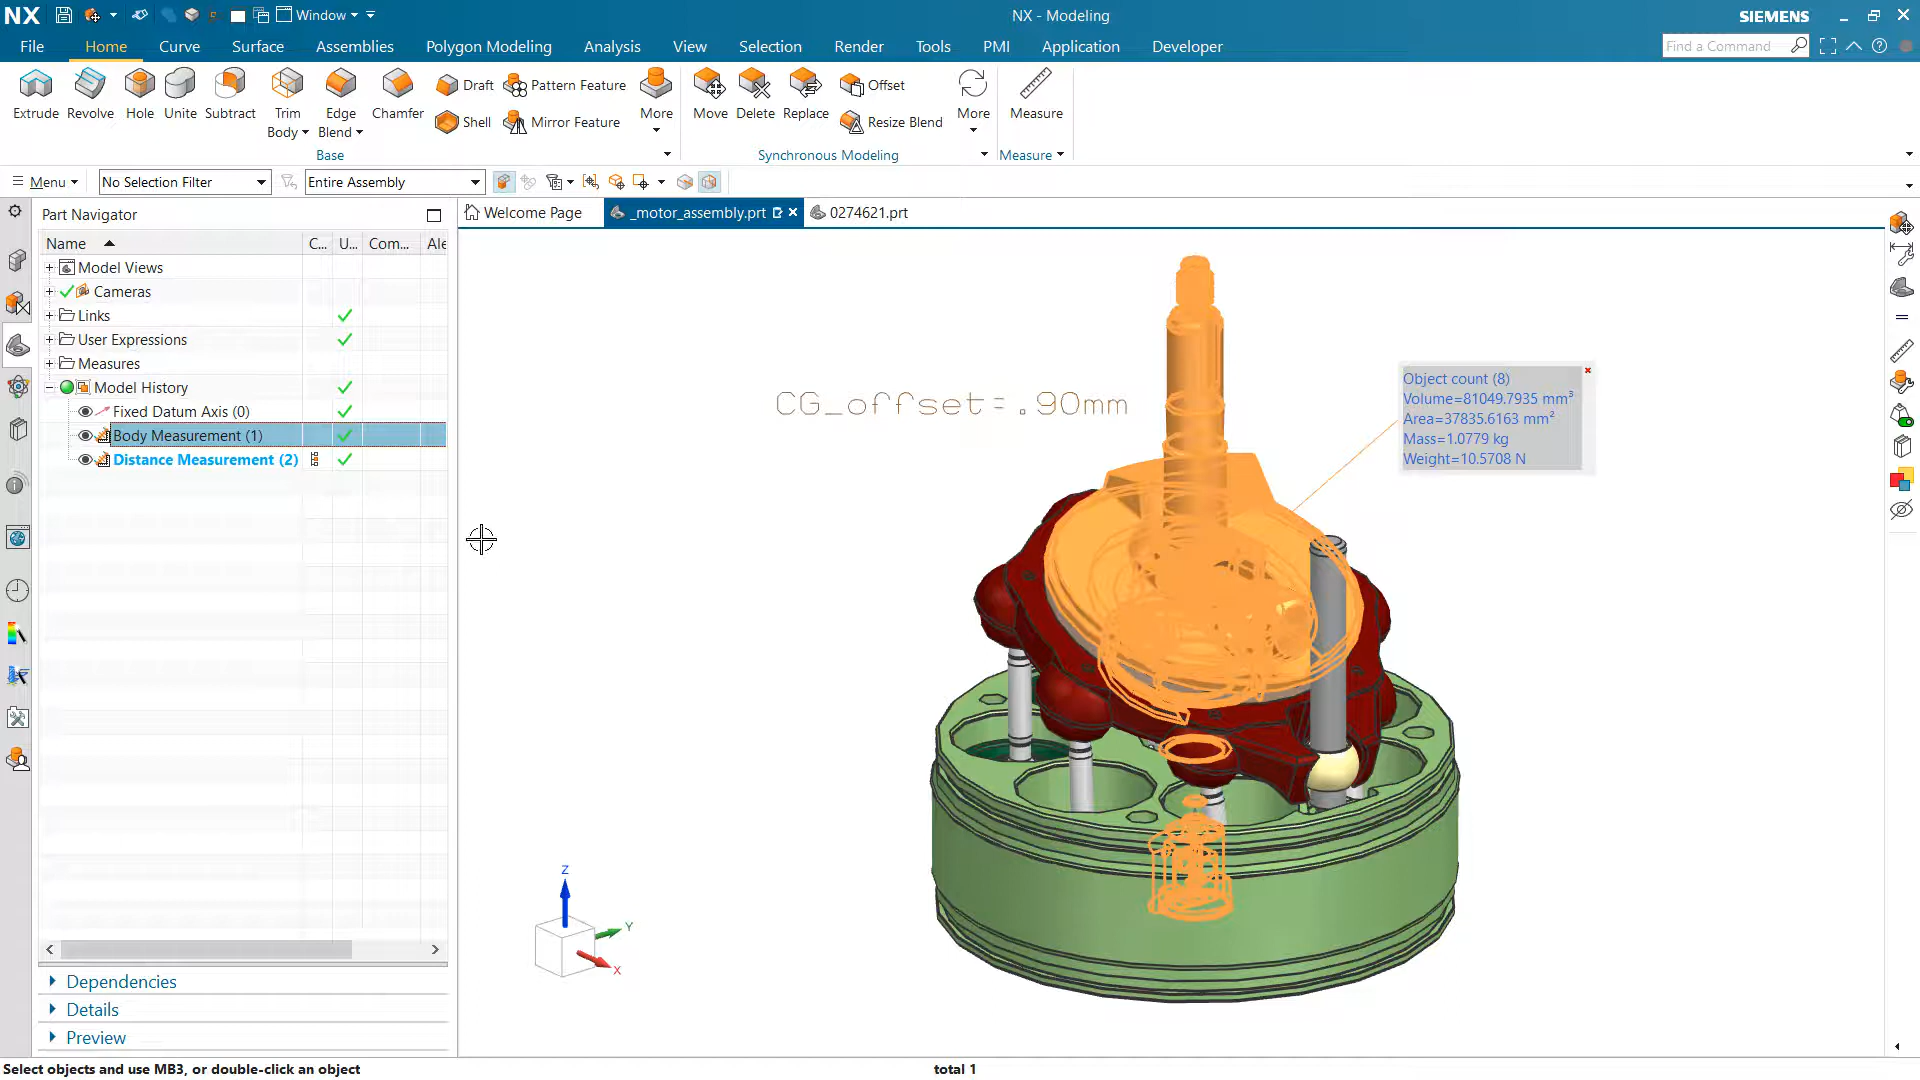 NX
Window
NX - Modeling
SIEMENS
File
Home
Curve
Surface
Assemblies
Polygon Modeling
Analysis
View
Selection
Render
Tools
PMI
Application
Developer
Find a Command
Extrude
Revolve
Hole
Unite
Subtract
Trim Body
Edge Blend
Chamfer
Draft
Shell
Pattern Feature
Mirror Feature
More
Base
Move
Delete
Replace
Offset
Resize Blend
More
Synchronous Modeling
Measure
Measure
Menu
No Selection Filter
Entire Assembly
Part Navigator
Welcome Page
_motor_assembly.prt
0274621.prt
Name
C...
U...
Com...
Ale
Model Views
Cameras
Links
User Expressions
Measures
Model History
Fixed Datum Axis (0)
Body Measurement (1)
Distance Measurement (2)
CG_offset=.90mm
Object count (8)
Volume=81049.7935 mm³
Area=37835.6163 mm²
Mass=1.0779 kg
Weight=10.5708 N
Z
Y
X
Dependencies
Details
Preview
Select objects and use MB3, or double-click an object
total 1